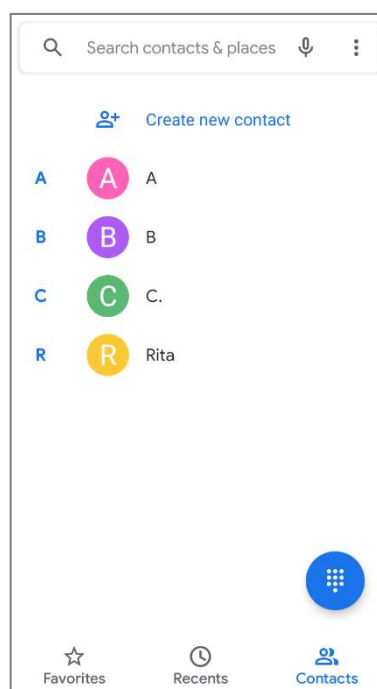 Search contacts & places
Create new contact
A A A
B B B
C C C.
R R Rita
Favorites Recents Contacts